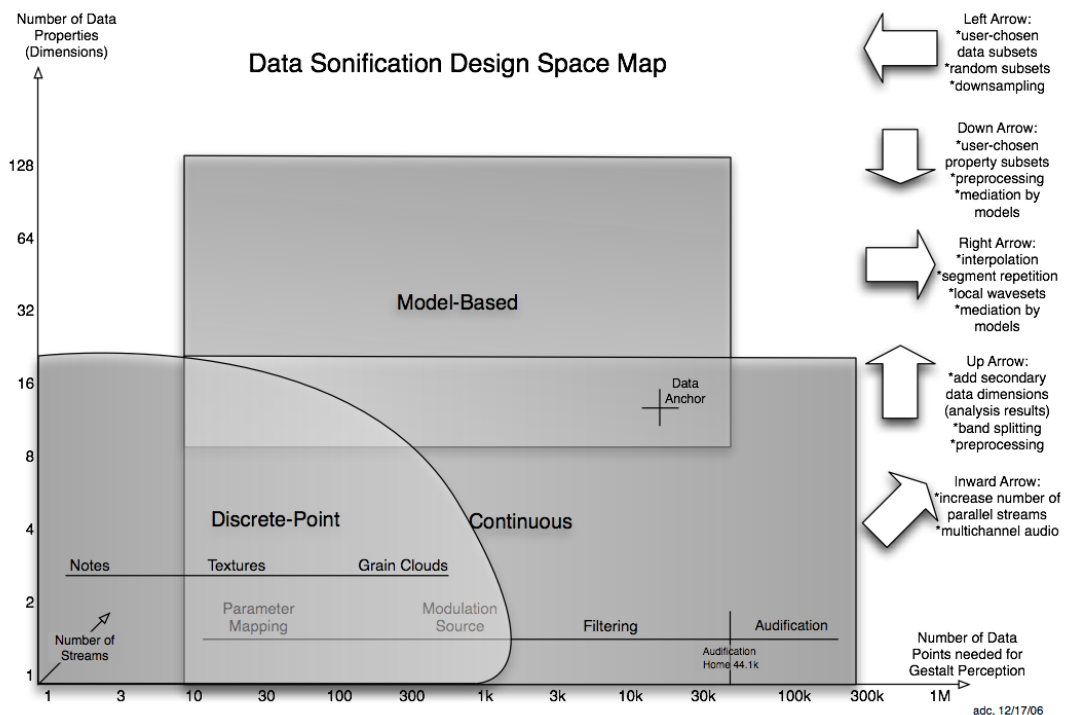 Number of Data
Properties
(Dimensions)
Data Sonification Design Space Map
128
64
32
16
8
4
2
1
Model-Based
Data
Anchor
Discrete-Point
Continuous
Notes
Textures
Grain Clouds
Parameter
Mapping
Modulation
Source
Filtering
Audification
Number of
Streams
Audification
Home 44.1k
1
3
10
30
100
300
1k
3k
10k
30k
100k
300k
1M
Number of Data
Points needed for
Gestalt Perception
Left Arrow:
*user-chosen
data subsets
*random subsets
*downsampling
Down Arrow:
*user-chosen
property subsets
*preprocessing
*mediation by
models
Right Arrow:
*interpolation
*segment repetition
*local wavesets
*mediation by
models
Up Arrow:
*add secondary
data dimensions
(analysis results)
*band splitting
*preprocessing
Inward Arrow:
*increase number of
parallel streams
*multichannel audio
adc. 12/17/06